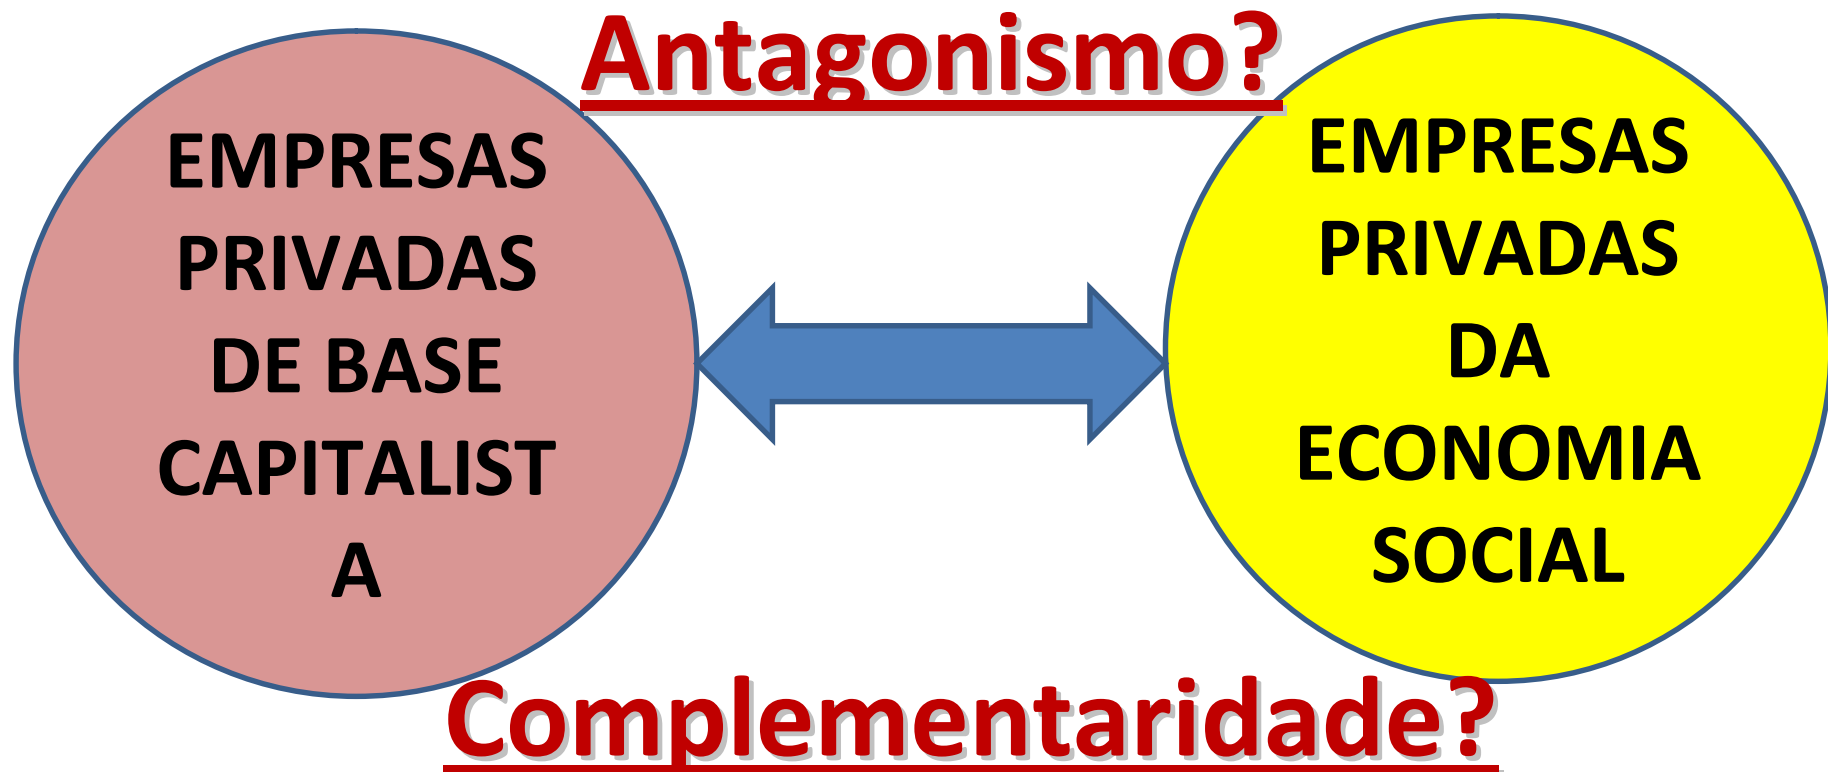 Antagonismo?
EMPRESAS
PRIVADAS
DE BASE
CAPITALIST
A
EMPRESAS
PRIVADAS
DA
ECONOMIA
SOCIAL
Complementaridade?